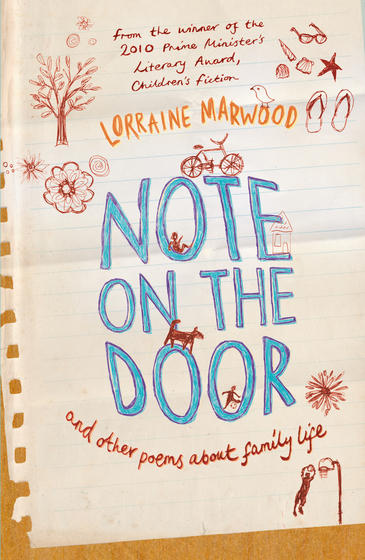 from the winner of the
2010 Prime Minister's
Literary Award,
Children's fiction
LORRAINE MARWOOD
NOTE
ON THE
DOOR
and other poems about family life